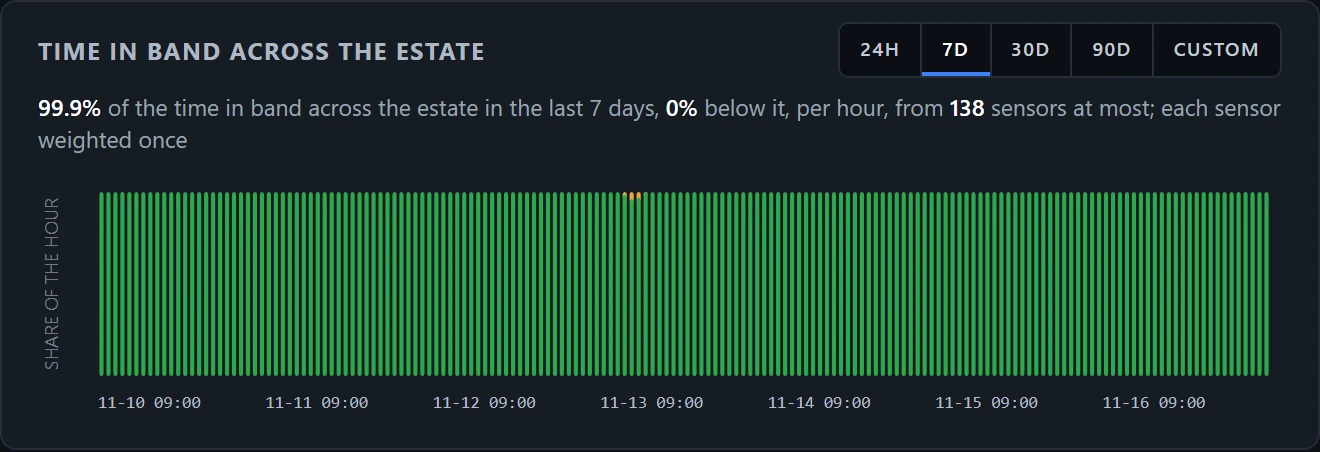 TIME IN BAND ACROSS THE ESTATE
24H 7D 30D 90D CUSTOM
99.9% of the time in band across the estate in the last 7 days, 0% below it, per hour, from 138 sensors at most; each sensor
weighted once
SHARE OF THE HOUR
11-10 09:00 11-11 09:00 11-12 09:00 11-13 09:00 11-14 09:00 11-15 09:00 11-16 09:00